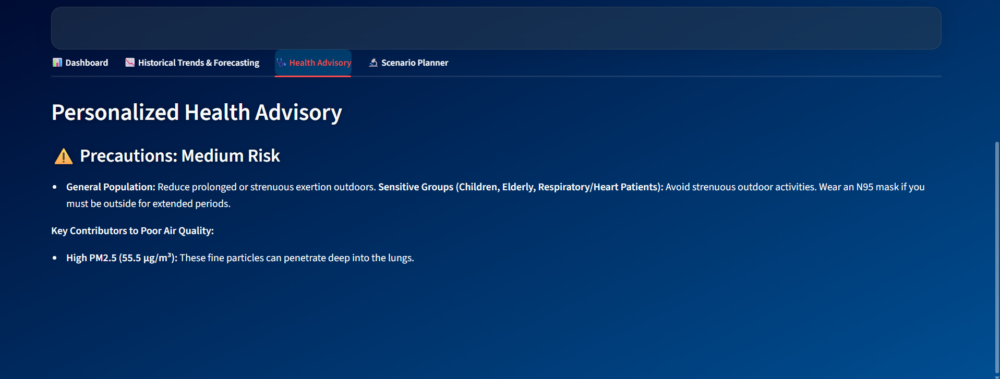 📊 Dashboard 📉 Historical Trends & Forecasting 🩺 Health Advisory 🔬 Scenario Planner
Personalized Health Advisory
⚠️ Precautions: Medium Risk
• General Population: Reduce prolonged or strenuous exertion outdoors. Sensitive Groups (Children, Elderly, Respiratory/Heart Patients): Avoid strenuous outdoor activities. Wear an N95 mask if you
must be outside for extended periods.
Key Contributors to Poor Air Quality:
• High PM2.5 (55.5 µg/m³): These fine particles can penetrate deep into the lungs.